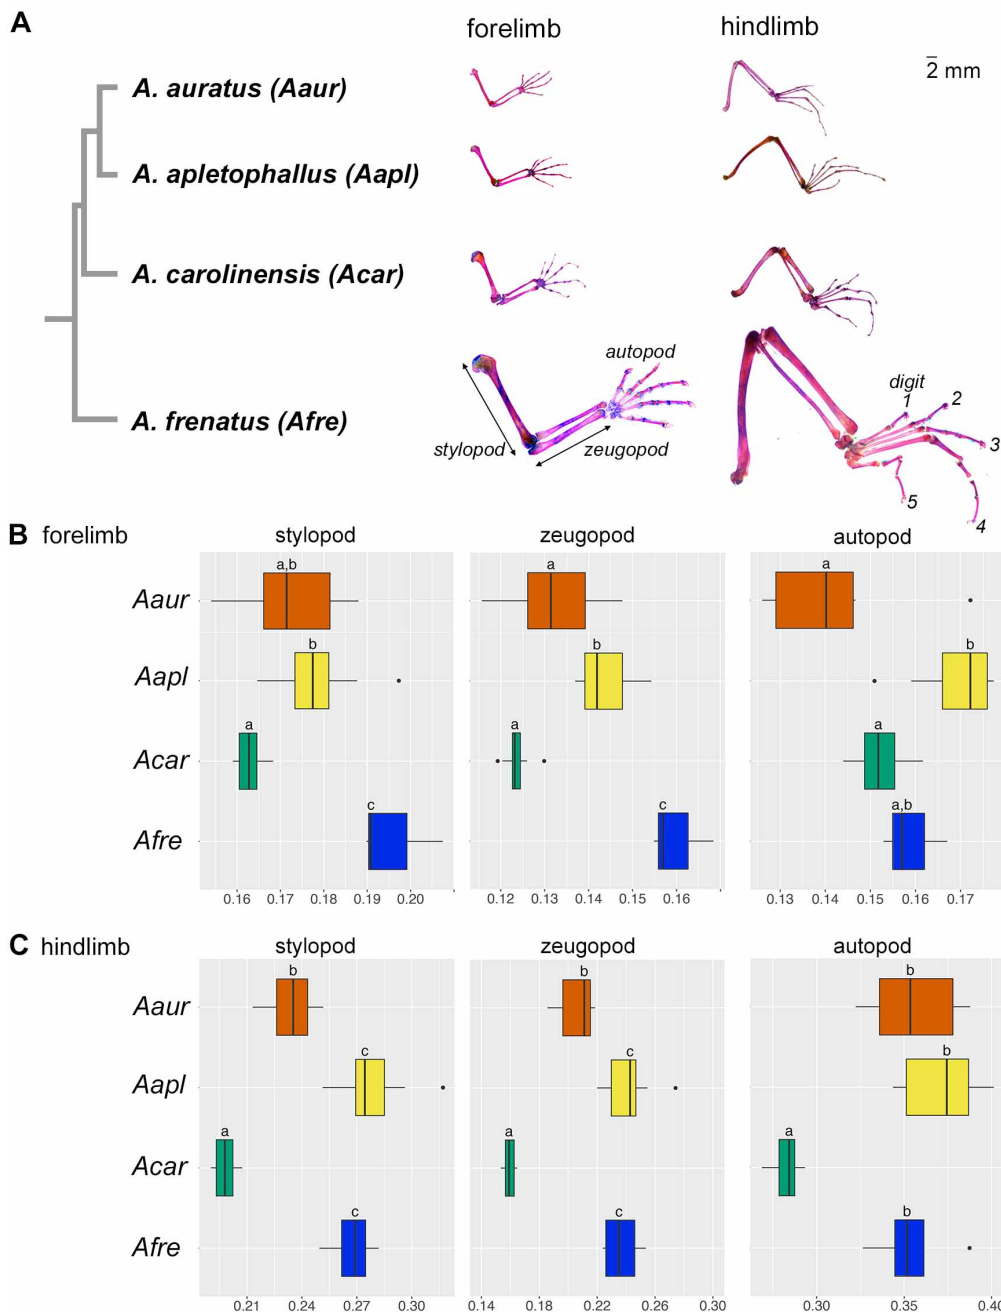 A
forelimb
hindlimb
2 mm
A. auratus (Aaur)
A. apletophallus (Aapl)
A. carolinensis (Acar)
A. frenatus (Afre)
autopod
stylopod
zeugopod
digit
1
2
3
4
5
B forelimb
stylopod
zeugopod
autopod
Aaur
a,b
a
a
Aapl
b
b
b
Acar
a
a
a
Afre
c
c
a,b
0.16 0.17 0.18 0.19 0.20
0.12 0.13 0.14 0.15 0.16
0.13 0.14 0.15 0.16 0.17
C hindlimb
stylopod
zeugopod
autopod
Aaur
b
b
b
Aapl
c
c
b
Acar
a
a
a
Afre
c
c
b
0.21 0.24 0.27 0.30
0.14 0.18 0.22 0.26 0.30
0.30 0.35 0.40